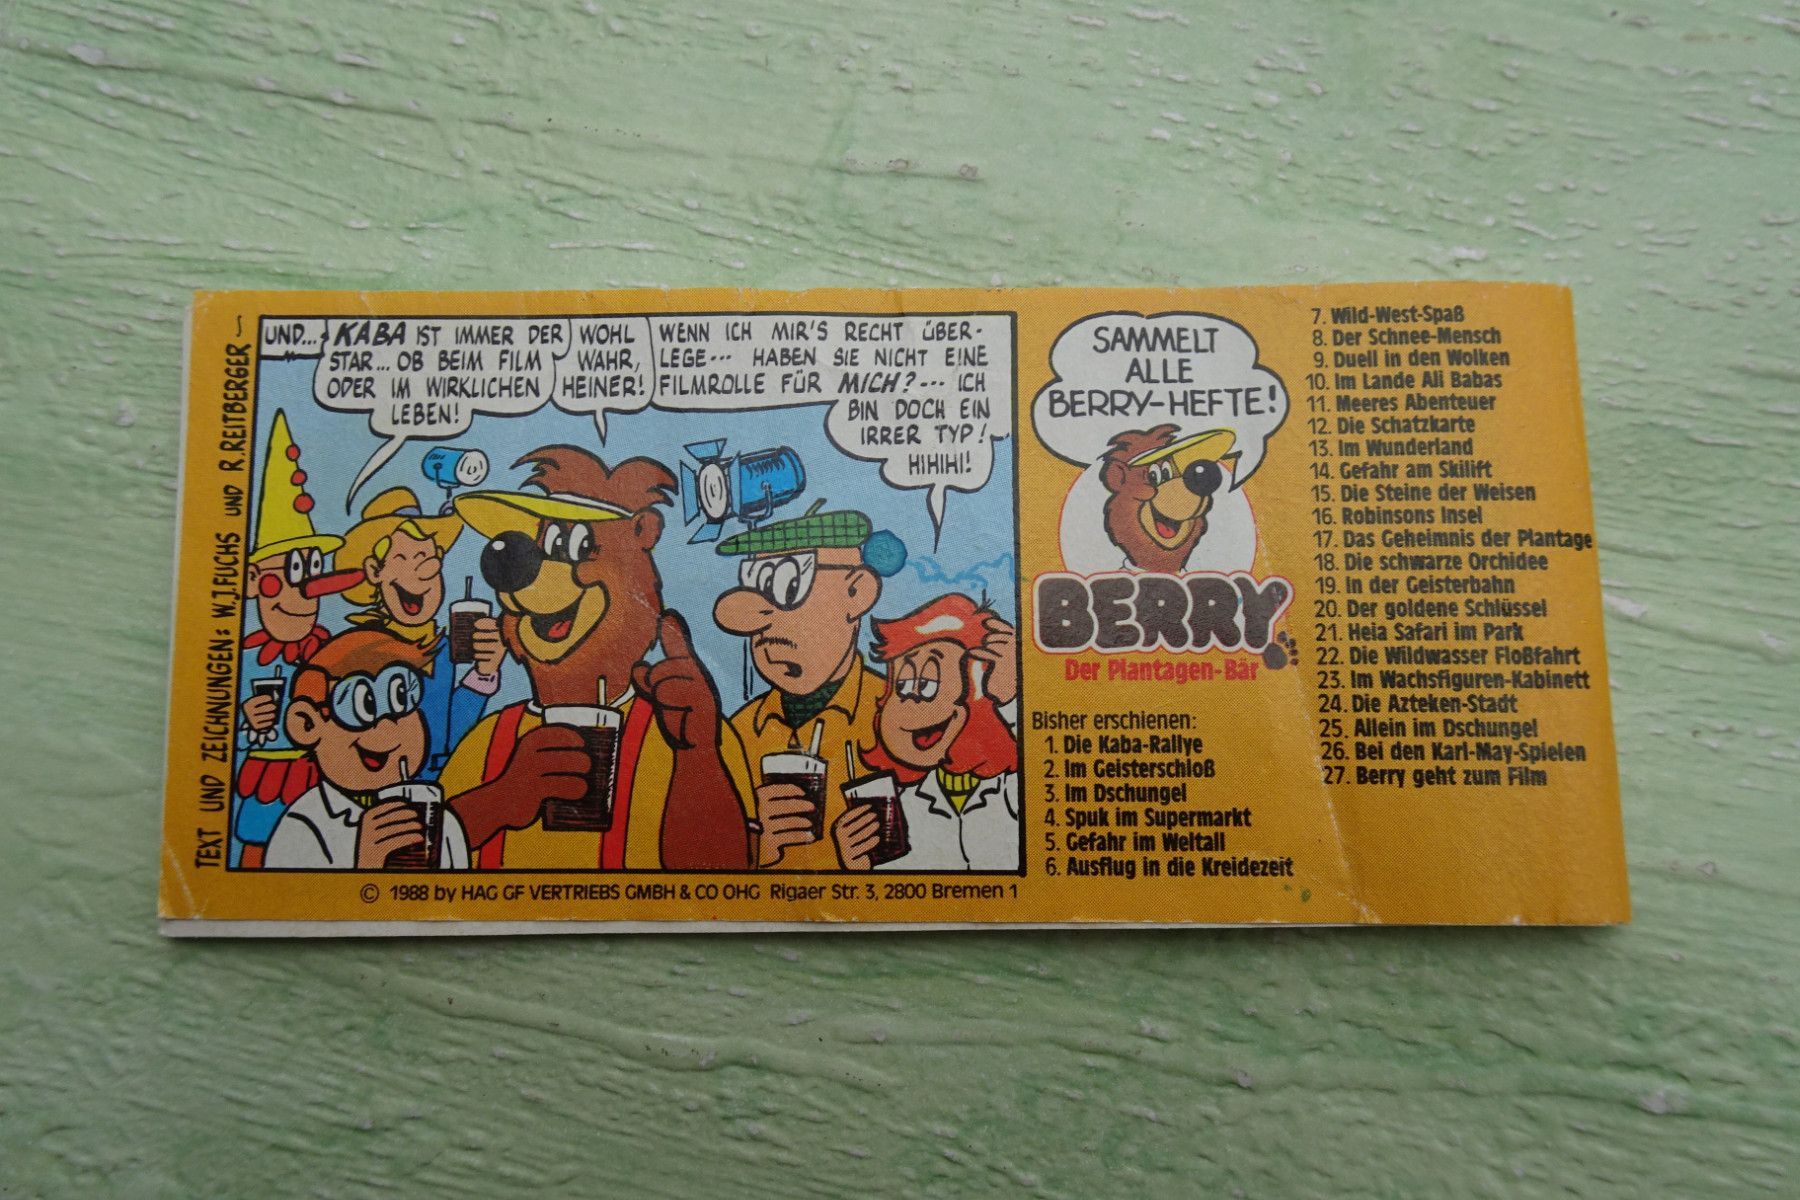 TEXT UND ZEICHNUNGEN: W.J.FUCHS UND R.REITBERGER
UND...
KABA IST IMMER DER
STAR... OB BEIM FILM
ODER IM WIRKLICHEN
LEBEN!
WOHL
WAHR,
HEINER!
WENN ICH MIR'S RECHT ÜBER-
LEGE... HABEN SIE NICHT EINE
FILMROLLE FÜR MICH?... ICH
BIN DOCH EIN
IRRER TYP!
HIHIHI!
© 1988 by HAG GF VERTRIEBS GMBH & CO OHG Rigaer Str. 3, 2800 Bremen 1
SAMMELT
ALLE
BERRY-HEFTE!
BERRY
Der Plantagen-Bär
Bisher erschienen:
1. Die Kaba-Rallye
2. Im Geisterschloß
3. Im Dschungel
4. Spuk im Supermarkt
5. Gefahr im Weltall
6. Ausflug in die Kreidezeit
7. Wild-West-Spaß
8. Der Schnee-Mensch
9. Duell in den Wolken
10. Im Lande Ali Babas
11. Meeres Abenteuer
12. Die Schatzkarte
13. Im Wunderland
14. Gefahr am Skilift
15. Die Steine der Weisen
16. Robinsons Insel
17. Das Geheimnis der Plantage
18. Die schwarze Orchidee
19. In der Geisterbahn
20. Der goldene Schlüssel
21. Heia Safari im Park
22. Die Wildwasser Floßfahrt
23. Im Wachsfiguren-Kabinett
24. Die Azteken-Stadt
25. Allein im Dschungel
26. Bei den Karl-May-Spielen
27. Berry geht zum Film